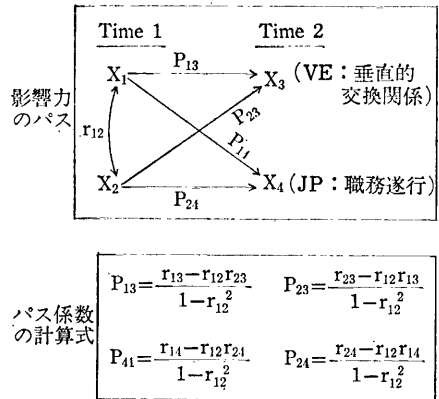 Time 1 Time 2
X₁ P₁₃ X₃ (VE：垂直的
交換関係)
影響力
のパス
r₁₂ P₂₃
P₁₄
X₂ P₂₄ X₄ (JP：職務遂行)
パス係数
の計算式
P₁₃=(r₁₃−r₁₂r₂₃)/(1−r₁₂²) P₂₃=(r₂₃−r₁₂r₁₃)/(1−r₁₂²)
P₄₁=(r₁₄−r₁₂r₂₄)/(1−r₁₂²) P₂₄=(r₂₄−r₁₂r₁₄)/(1−r₁₂²)